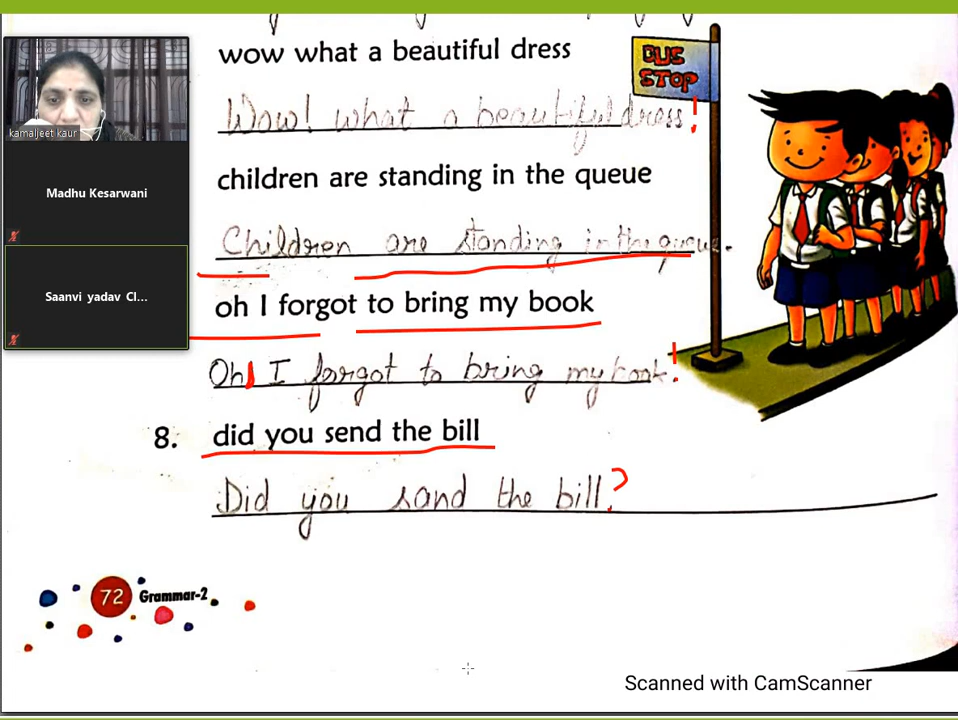 wow what a beautiful dress
BUS STOP
Wow! what a beautiful dress!
kamaljeet kaur
children are standing in the queue
Madhu Kesarwani
Children are standing in the queue.
Saanvi yadav Cl...
oh I forgot to bring my book
Oh! I forgot to bring my book!
8. did you send the bill
Did you sand the bill?
72 Grammar-2
Scanned with CamScanner